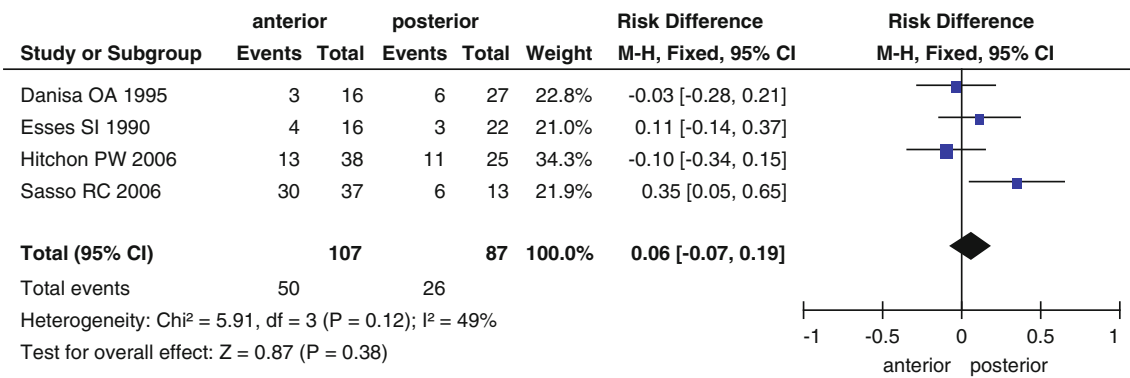 anterior posterior Risk Difference Risk Difference
Study or Subgroup Events Total Events Total Weight M-H, Fixed, 95% CI M-H, Fixed, 95% CI
Danisa OA 1995 3 16 6 27 22.8% -0.03 [-0.28, 0.21]
Esses SI 1990 4 16 3 22 21.0% 0.11 [-0.14, 0.37]
Hitchon PW 2006 13 38 11 25 34.3% -0.10 [-0.34, 0.15]
Sasso RC 2006 30 37 6 13 21.9% 0.35 [0.05, 0.65]
Total (95% CI) 107 87 100.0% 0.06 [-0.07, 0.19]
Total events 50 26
Heterogeneity: Chi² = 5.91, df = 3 (P = 0.12); I² = 49%
Test for overall effect: Z = 0.87 (P = 0.38)
-1 -0.5 0 0.5 1
anterior posterior